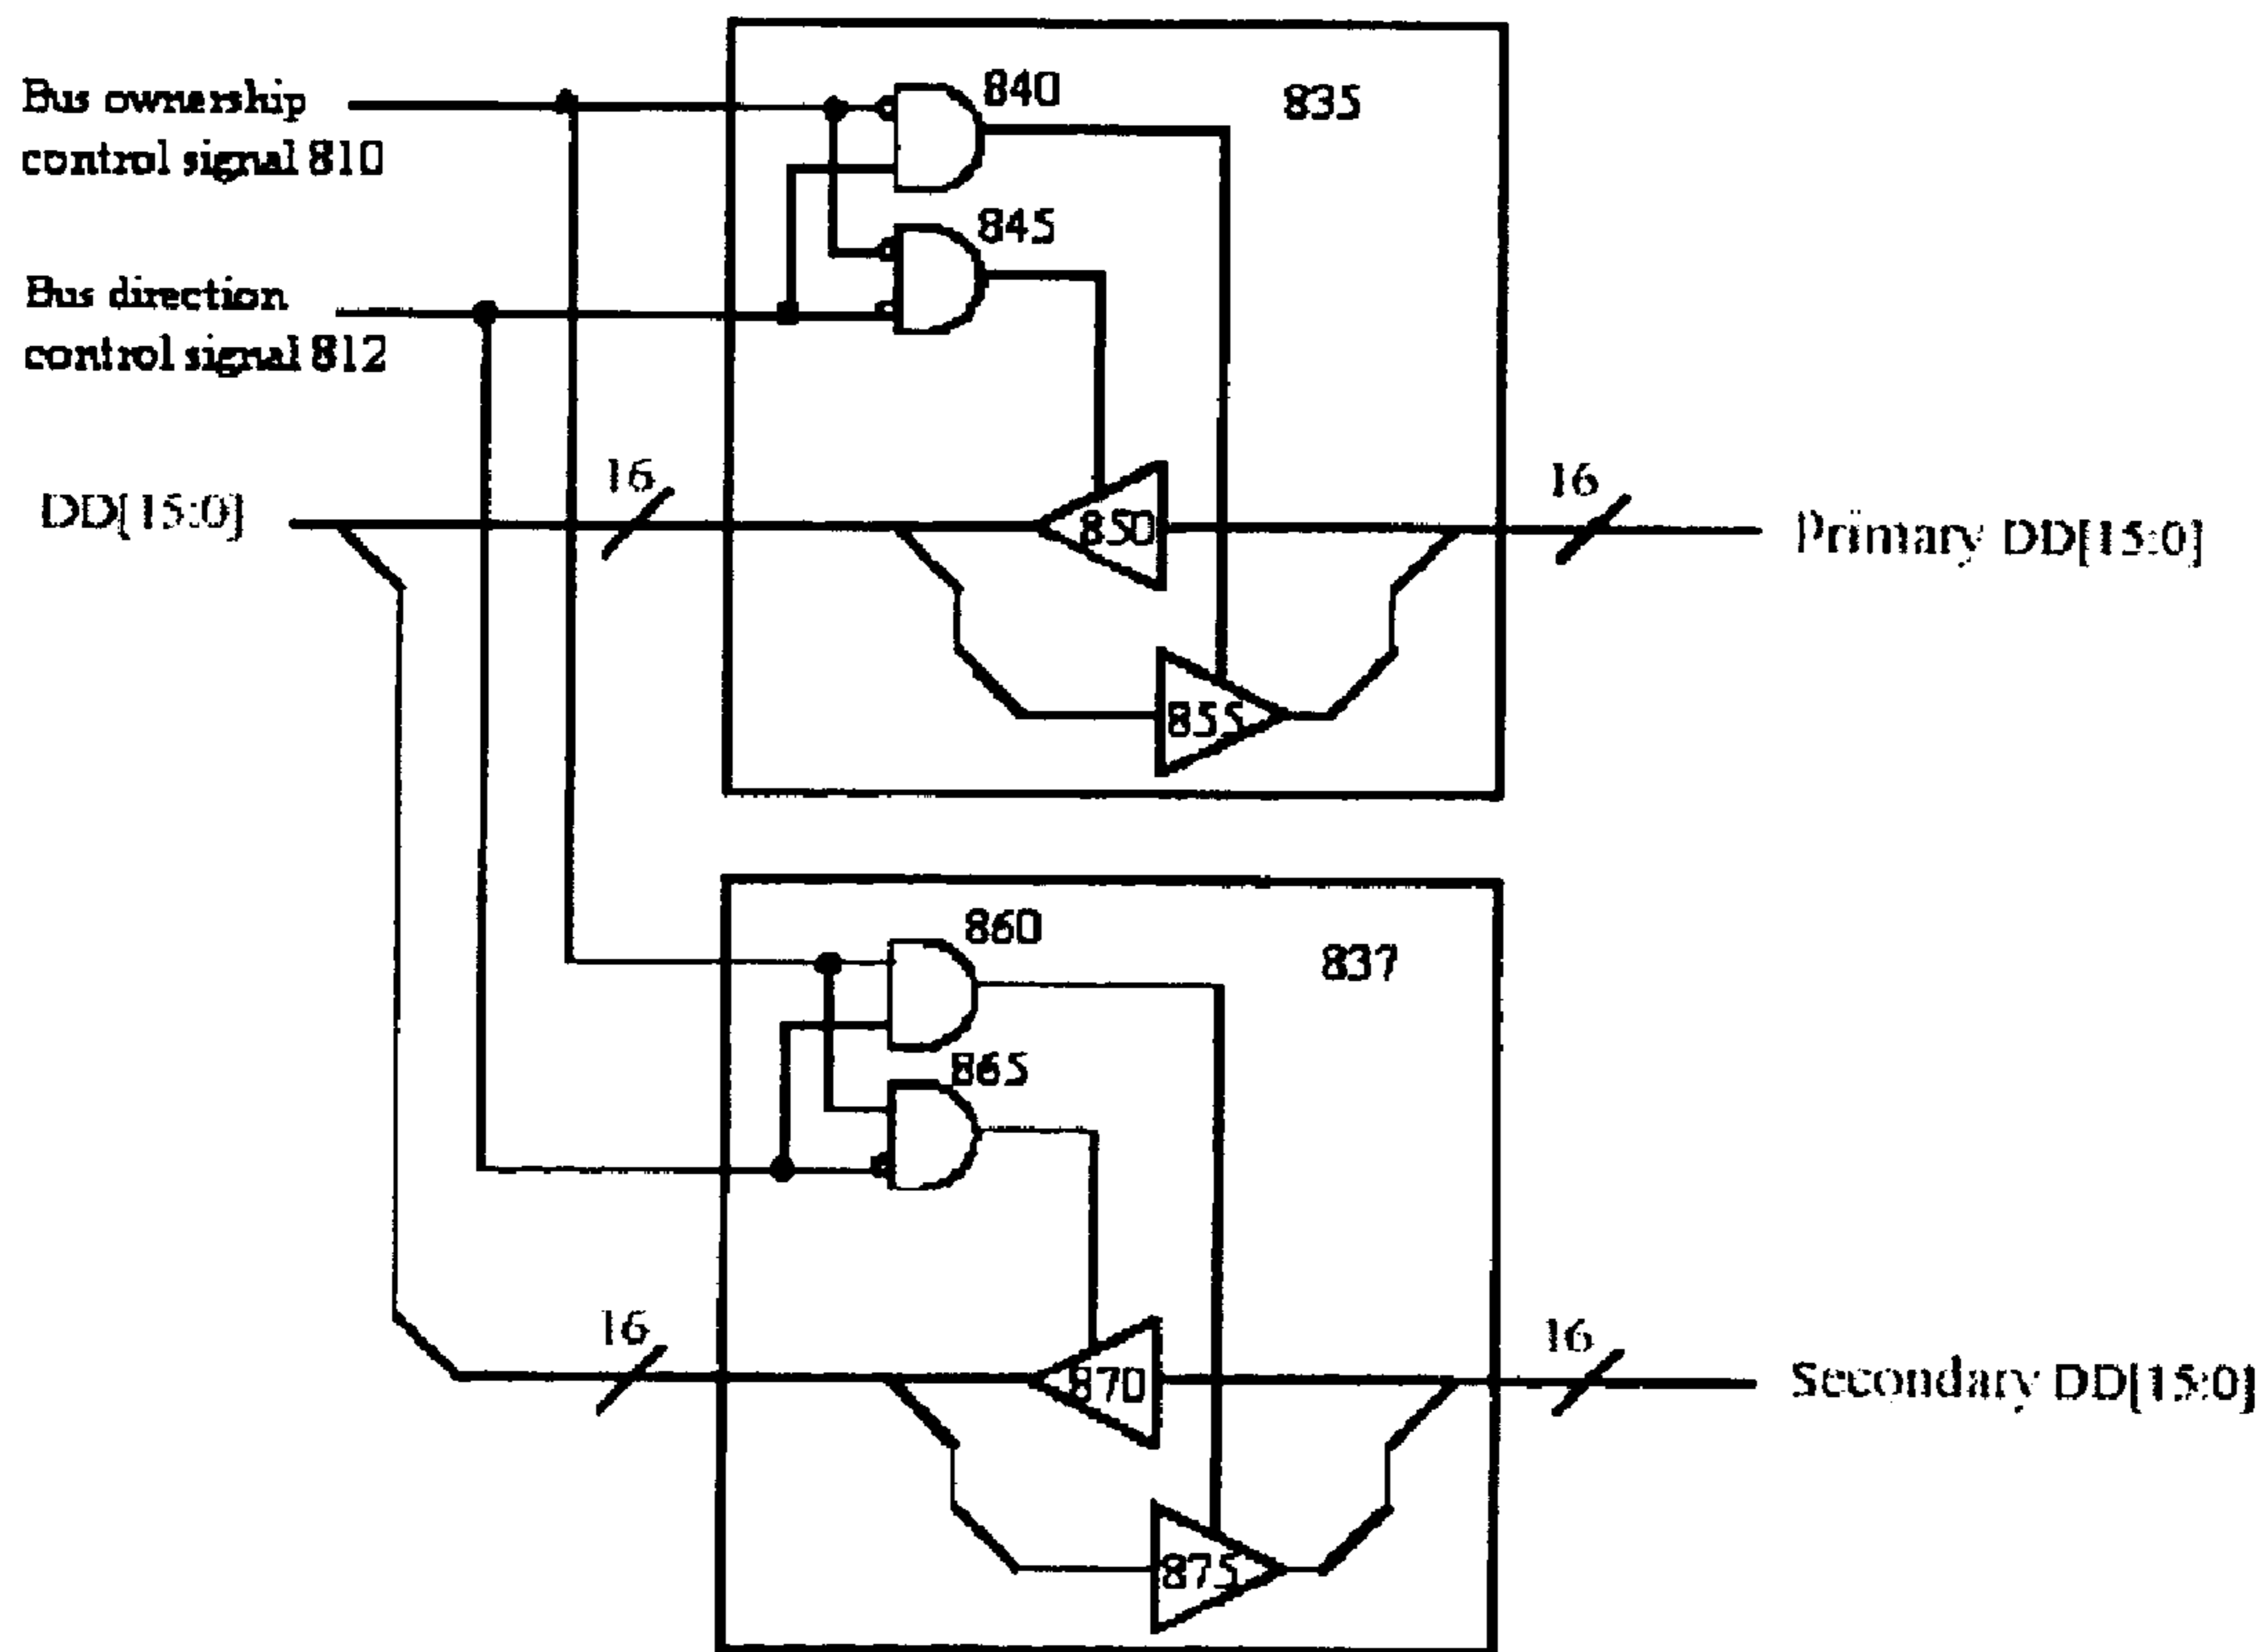 Bus ownership
control signal 810
840
835
845
Bus direction
control signal 812
16
16
DD[15:0]
850
Primary DD[15:0]
855
860
837
865
16
16
870
Secondary DD[15:0]
875